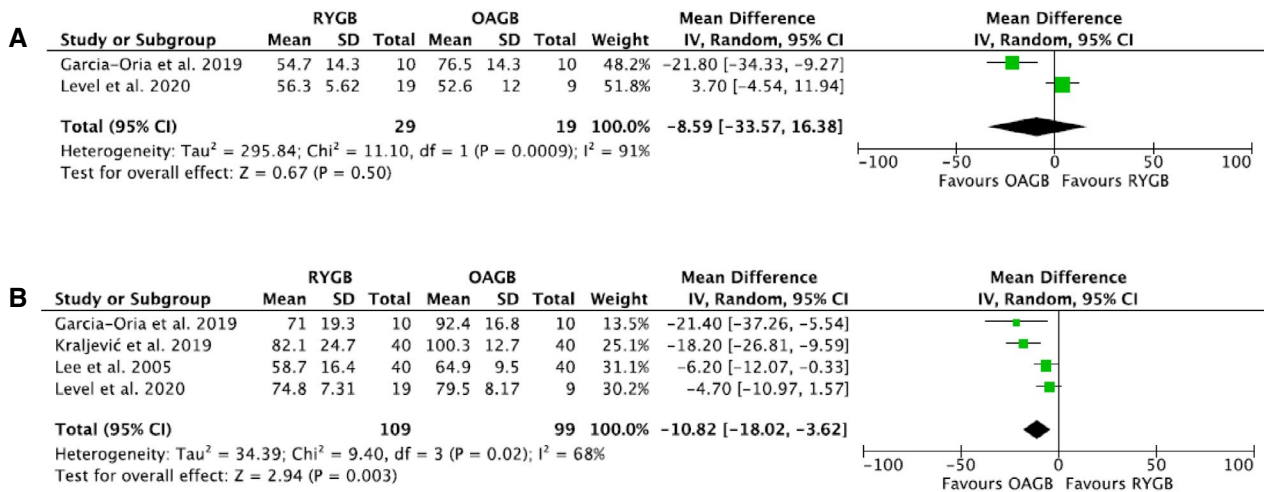 A
RYGB OAGB Mean Difference Mean Difference
Study or Subgroup Mean SD Total Mean SD Total Weight IV, Random, 95% CI IV, Random, 95% CI
Garcia-Oria et al. 2019 54.7 14.3 10 76.5 14.3 10 48.2% -21.80 [-34.33, -9.27]
Level et al. 2020 56.3 5.62 19 52.6 12 9 51.8% 3.70 [-4.54, 11.94]
Total (95% CI) 29 19 100.0% -8.59 [-33.57, 16.38]
Heterogeneity: Tau² = 295.84; Chi² = 11.10, df = 1 (P = 0.0009); I² = 91%
Test for overall effect: Z = 0.67 (P = 0.50)
-100 -50 0 50 100
Favours OAGB Favours RYGB
B
RYGB OAGB Mean Difference Mean Difference
Study or Subgroup Mean SD Total Mean SD Total Weight IV, Random, 95% CI IV, Random, 95% CI
Garcia-Oria et al. 2019 71 19.3 10 92.4 16.8 10 13.5% -21.40 [-37.26, -5.54]
Kraljević et al. 2019 82.1 24.7 40 100.3 12.7 40 25.1% -18.20 [-26.81, -9.59]
Lee et al. 2005 58.7 16.4 40 64.9 9.5 40 31.1% -6.20 [-12.07, -0.33]
Level et al. 2020 74.8 7.31 19 79.5 8.17 9 30.2% -4.70 [-10.97, 1.57]
Total (95% CI) 109 99 100.0% -10.82 [-18.02, -3.62]
Heterogeneity: Tau² = 34.39; Chi² = 9.40, df = 3 (P = 0.02); I² = 68%
Test for overall effect: Z = 2.94 (P = 0.003)
-100 -50 0 50 100
Favours OAGB Favours RYGB